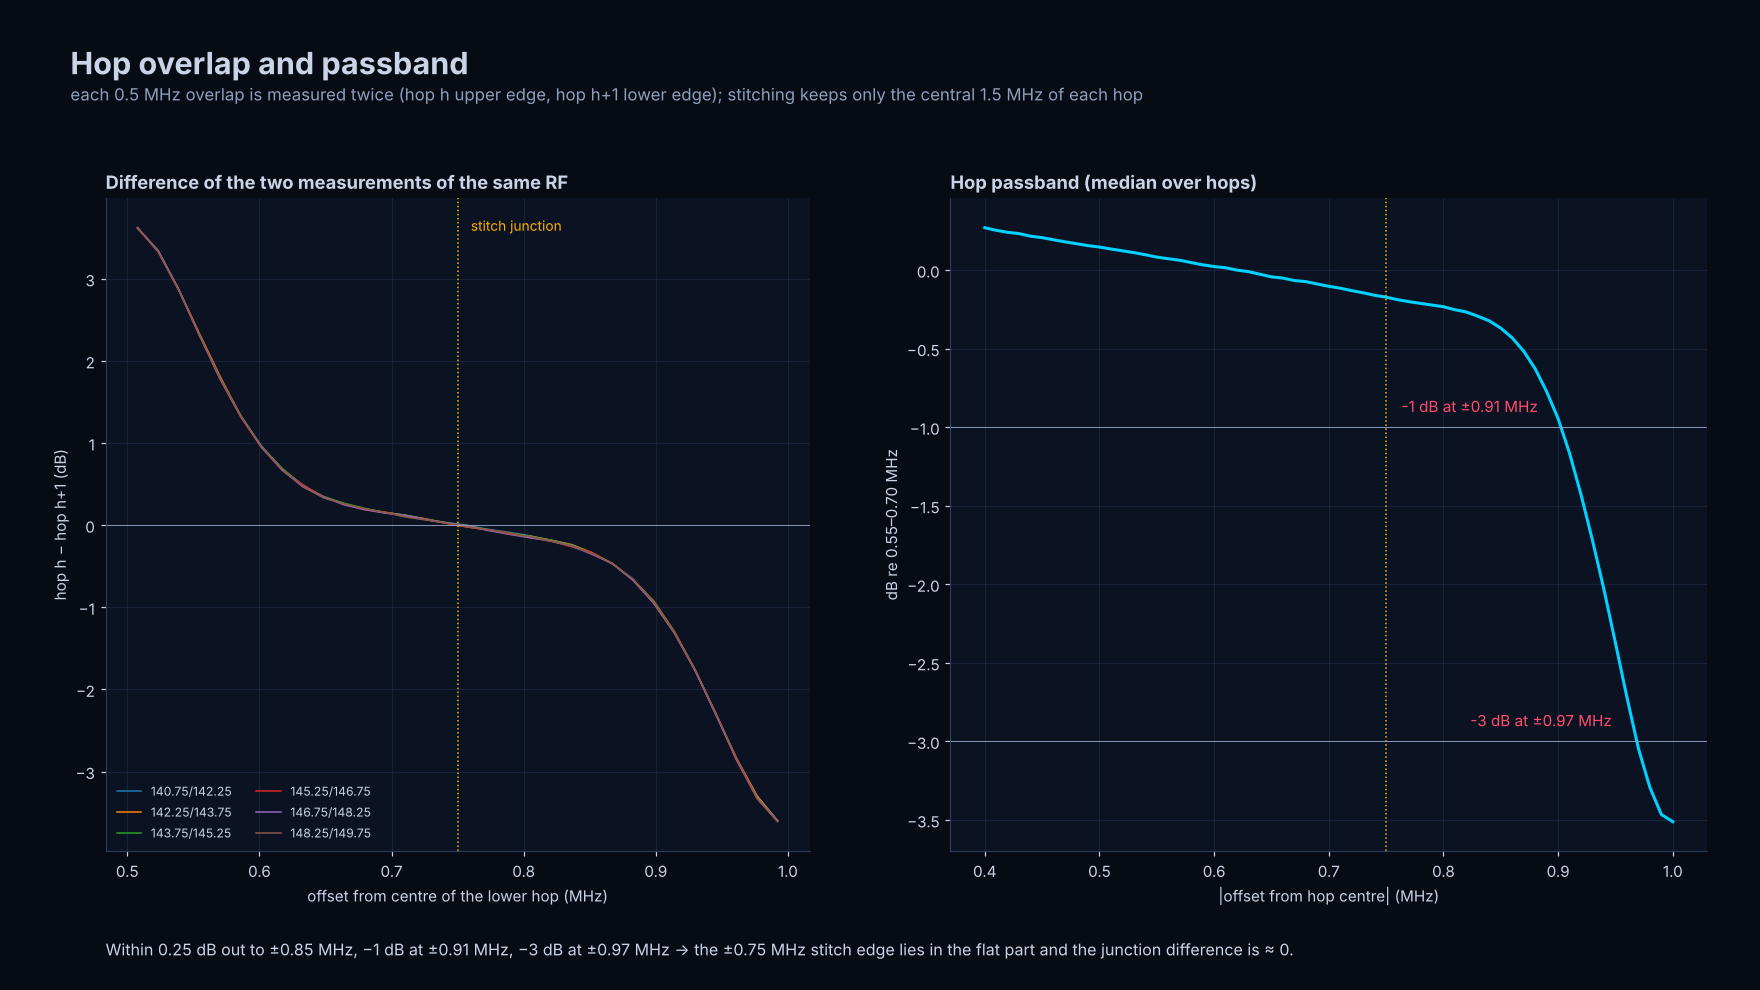 Hop overlap and passband
each 0.5 MHz overlap is measured twice (hop h upper edge, hop h+1 lower edge); stitching keeps only the central 1.5 MHz of each hop
Difference of the two measurements of the same RF
stitch junction
3
2
1
0
−1
−2
−3
hop h − hop h+1 (dB)
140.75/142.25
142.25/143.75
143.75/145.25
145.25/146.75
146.75/148.25
148.25/149.75
0.5 0.6 0.7 0.8 0.9 1.0
offset from centre of the lower hop (MHz)
Hop passband (median over hops)
0.0
−0.5
−1.0
−1.5
−2.0
−2.5
−3.0
−3.5
dB re 0.55–0.70 MHz
-1 dB at ±0.91 MHz
-3 dB at ±0.97 MHz
0.4 0.5 0.6 0.7 0.8 0.9 1.0
|offset from hop centre| (MHz)
Within 0.25 dB out to ±0.85 MHz, −1 dB at ±0.91 MHz, −3 dB at ±0.97 MHz → the ±0.75 MHz stitch edge lies in the flat part and the junction difference is ≈ 0.